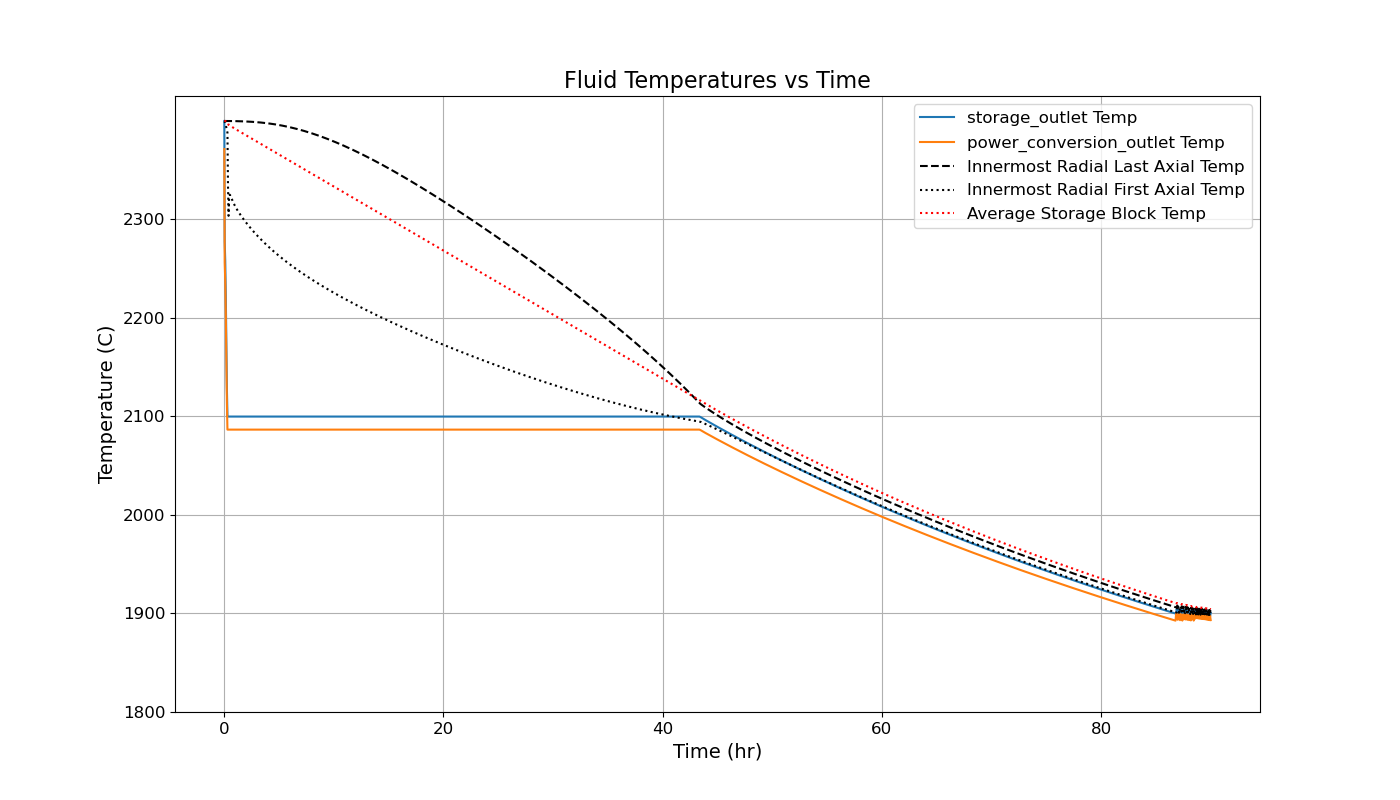 Fluid Temperatures vs Time
storage_outlet Temp
power_conversion_outlet Temp
Innermost Radial Last Axial Temp
Innermost Radial First Axial Temp
Average Storage Block Temp
Temperature (C)
2300
2200
2100
2000
1900
1800
0 20 40 60 80
Time (hr)